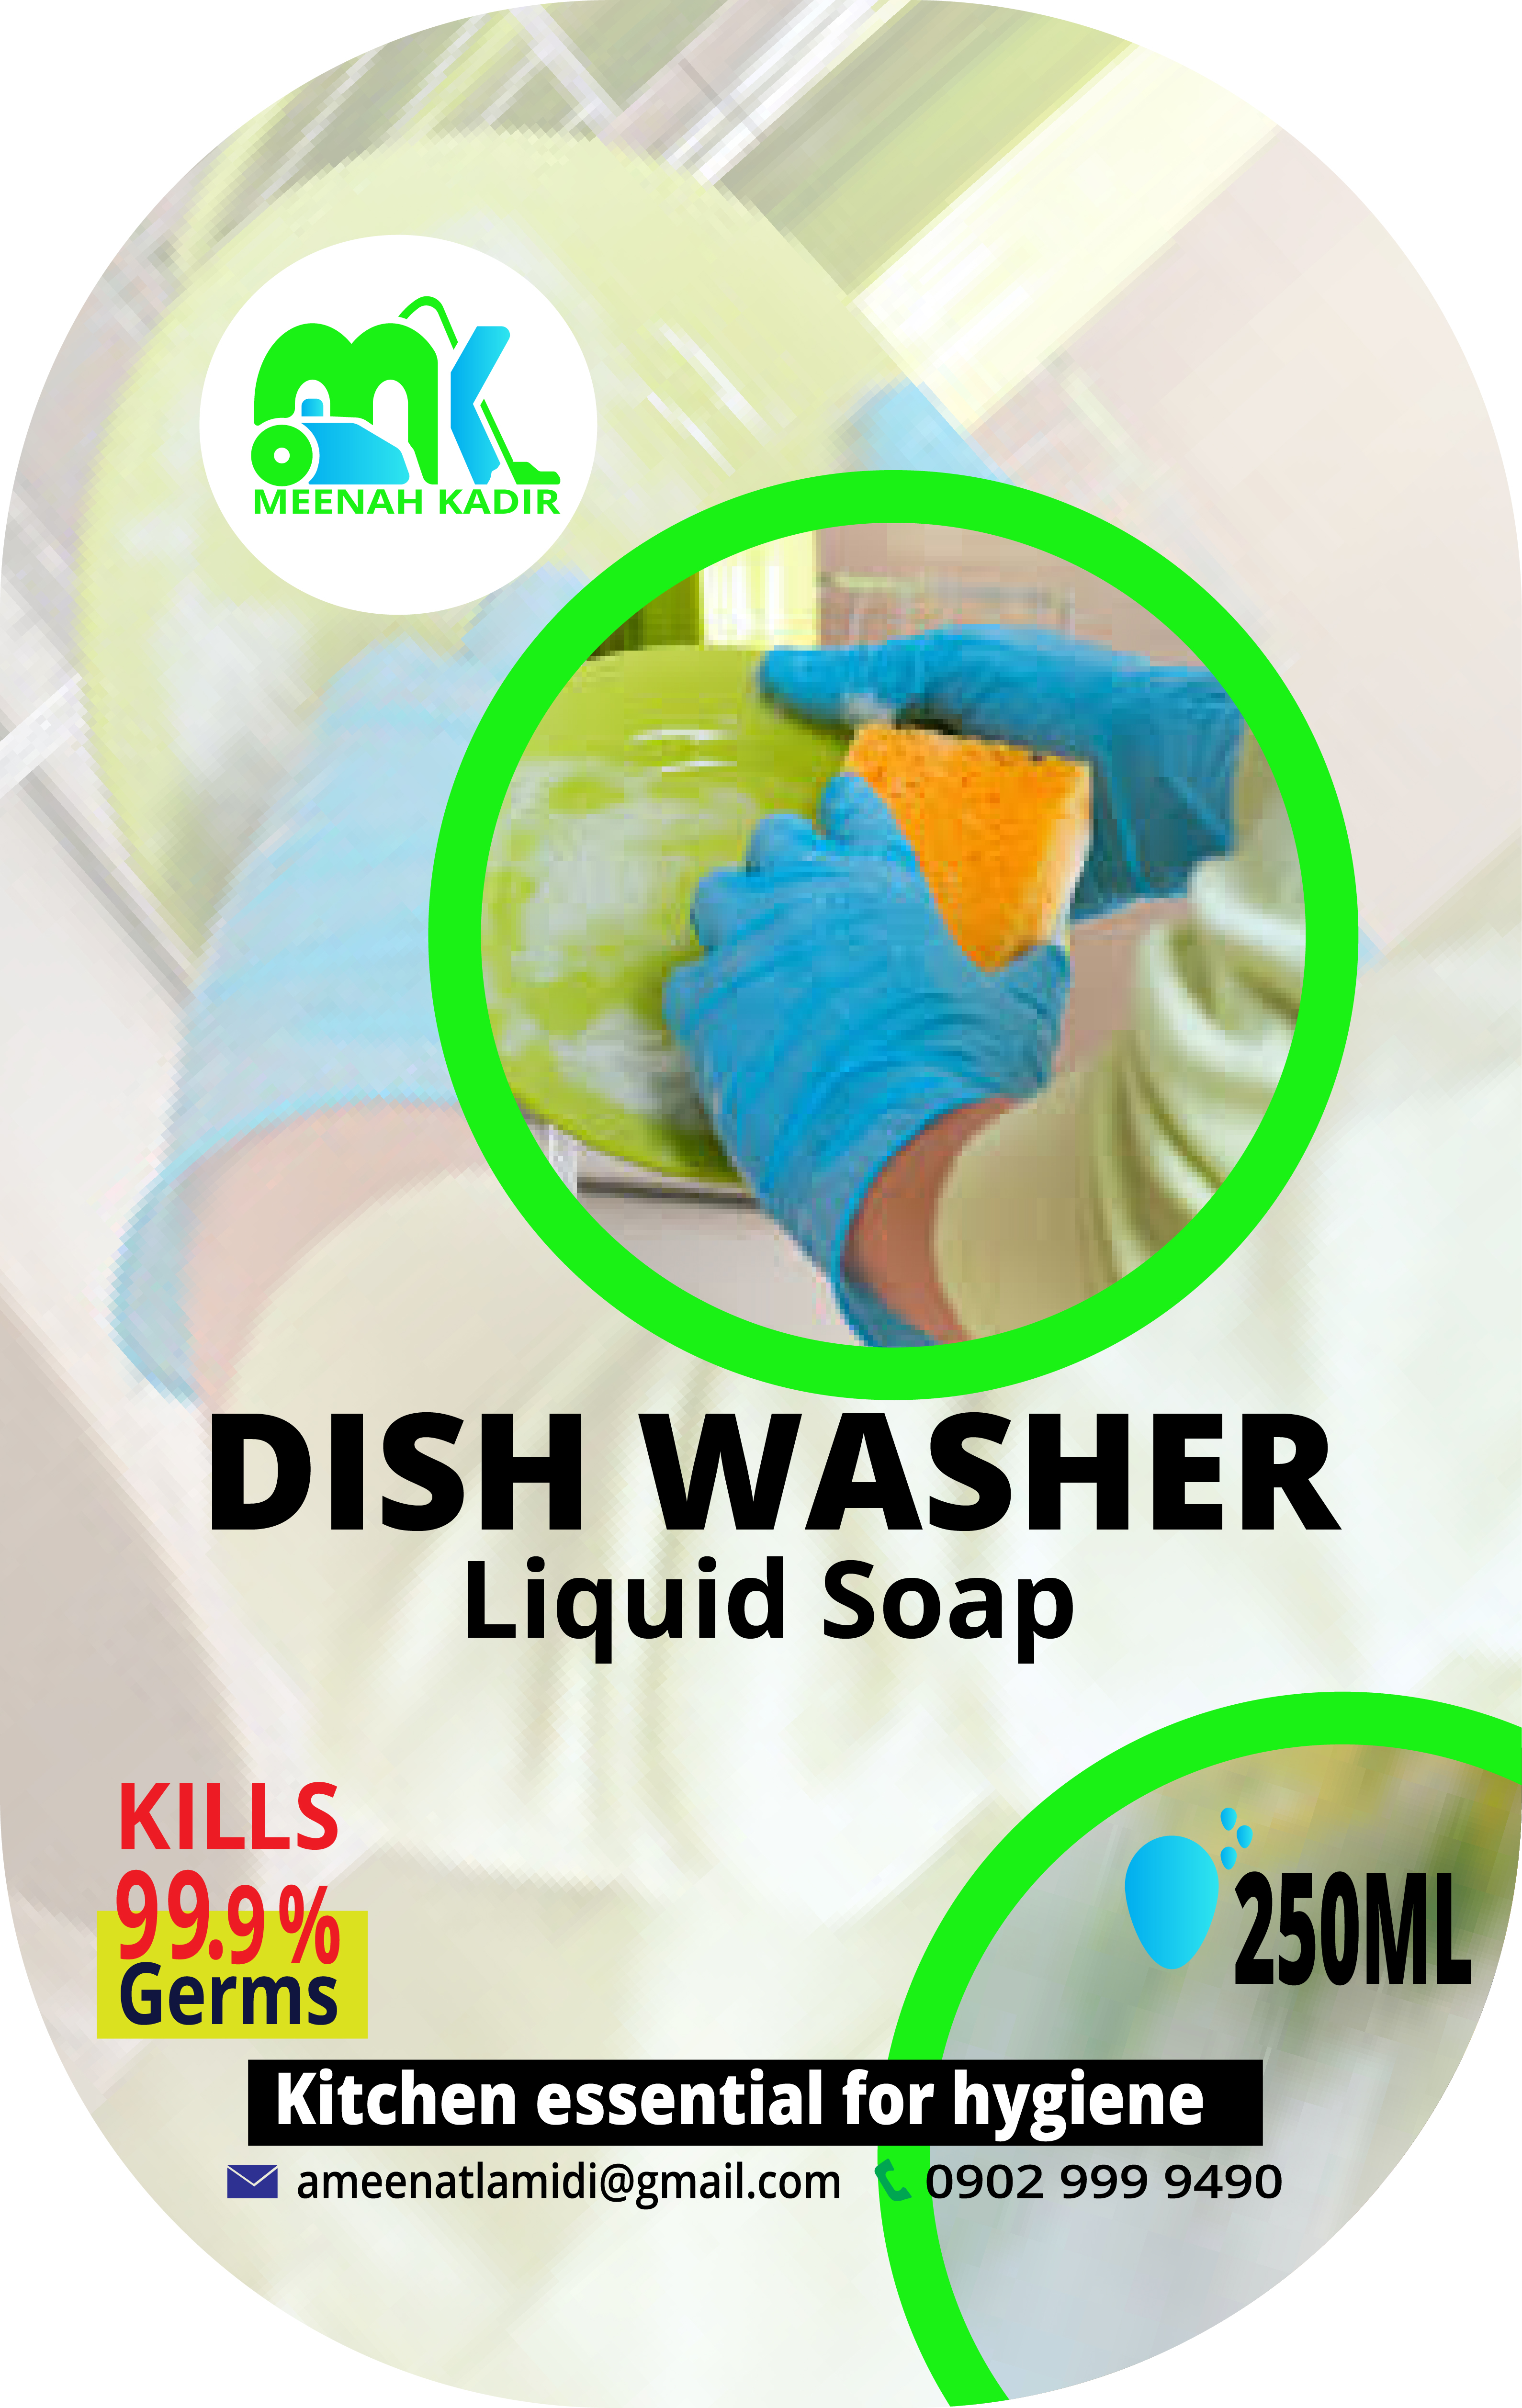 MK
MEENAH KADIR
DISH WASHER
Liquid Soap
KILLS
99.9%
Germs
250ML
Kitchen essential for hygiene
ameenatlamidi@gmail.com 0902 999 9490